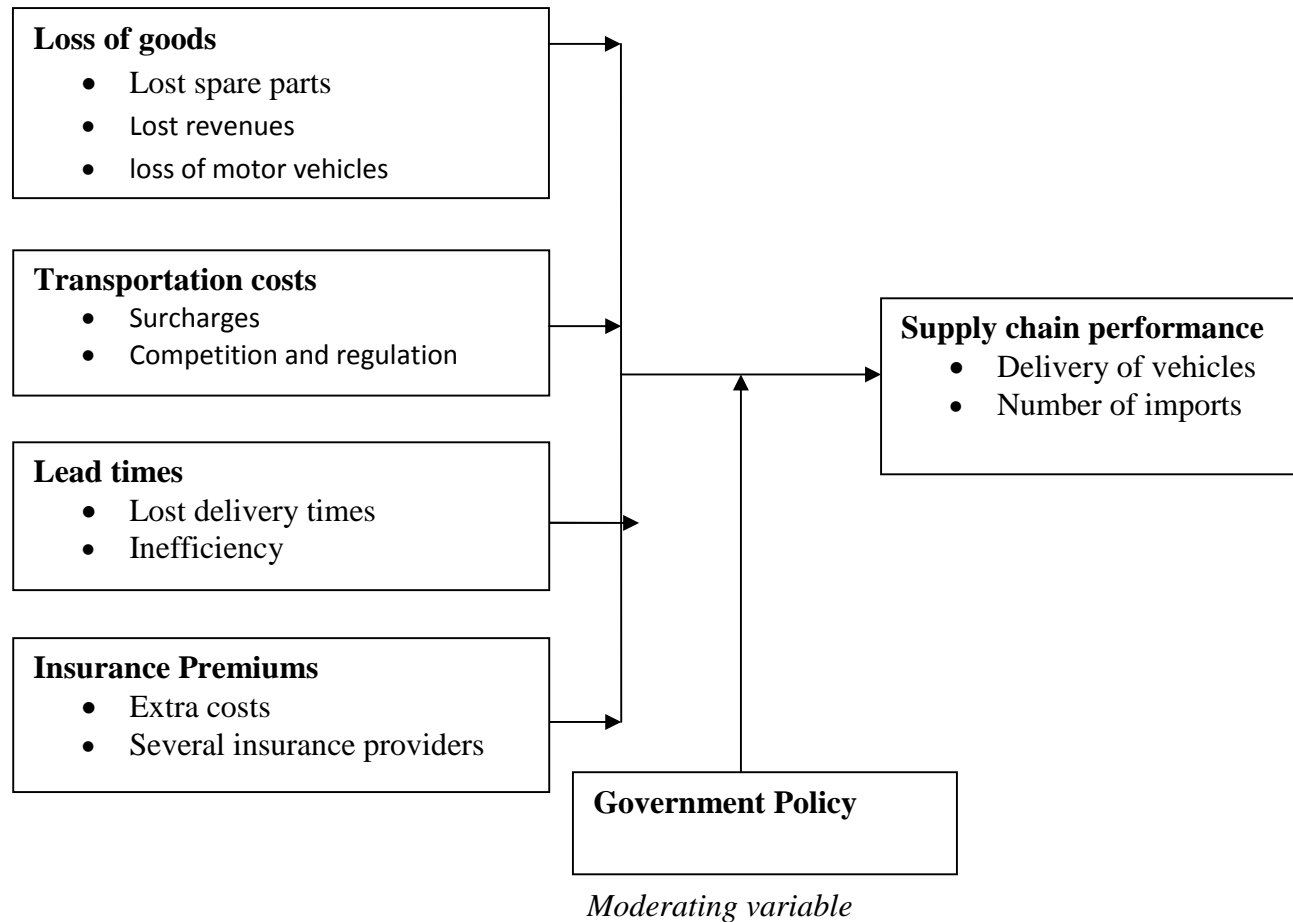 Loss of goods
• Lost spare parts
• Lost revenues
• loss of motor vehicles
Transportation costs
• Surcharges
• Competition and regulation
Lead times
• Lost delivery times
• Inefficiency
Insurance Premiums
• Extra costs
• Several insurance providers
Supply chain performance
• Delivery of vehicles
• Number of imports
Government Policy
Moderating variable